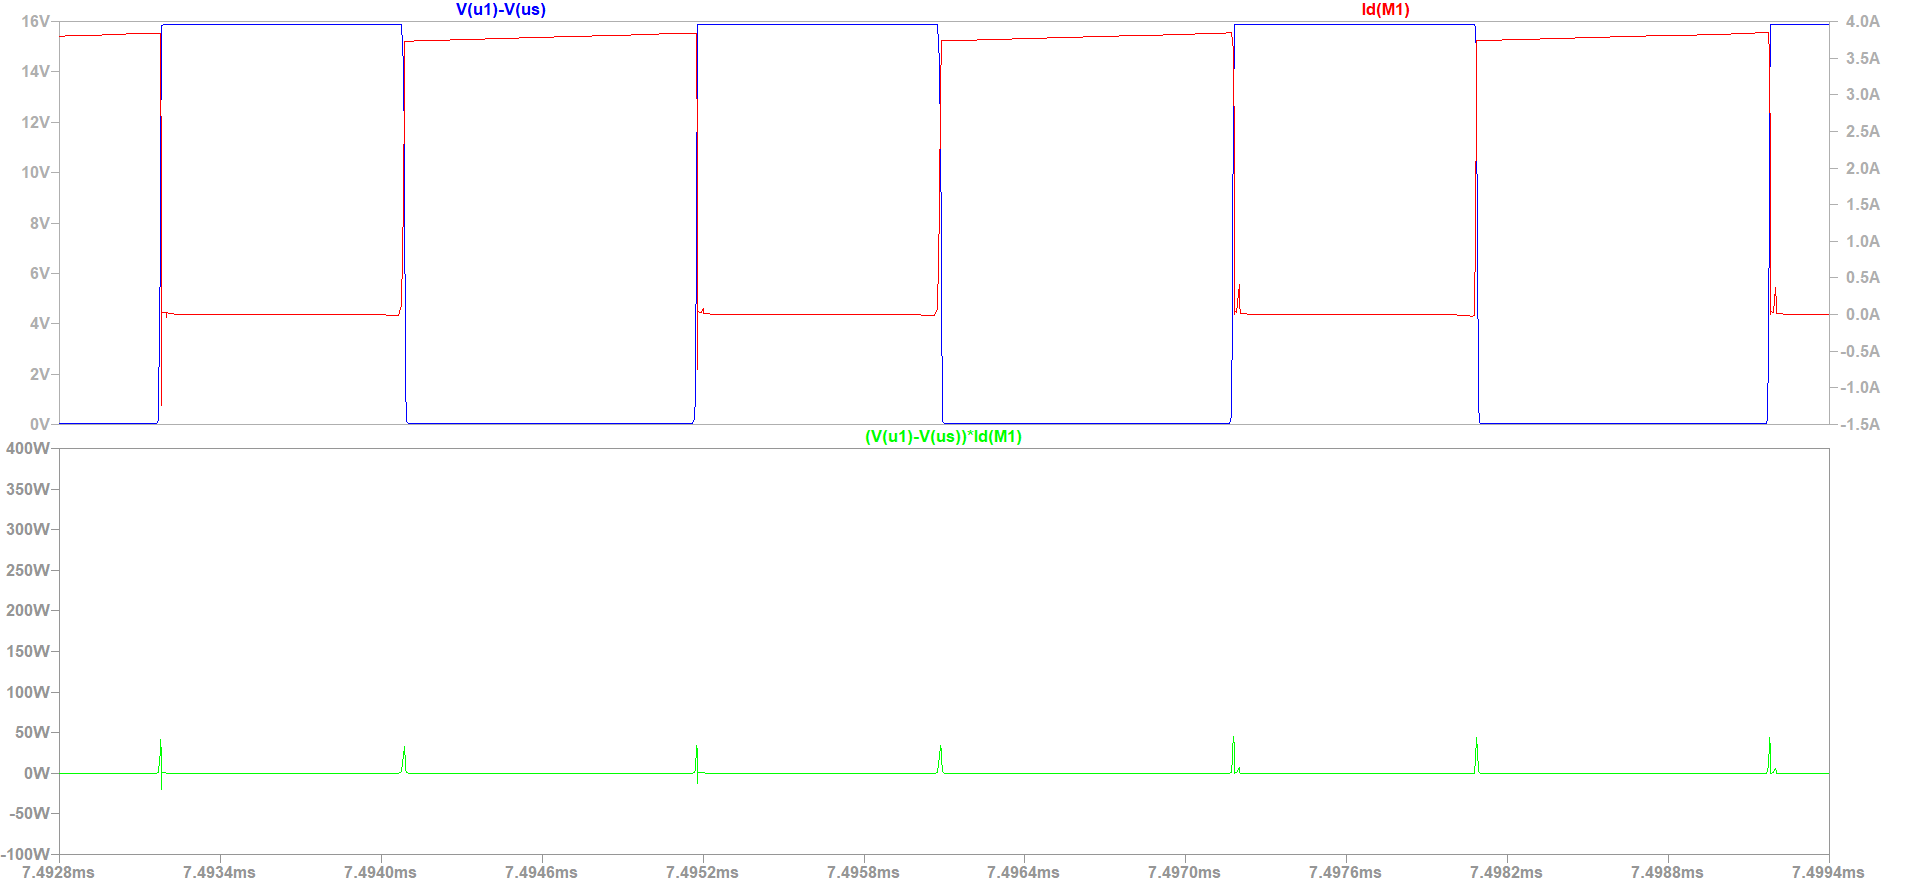 V(u1)-V(us) Id(M1)
16V 4.0A
14V 3.5A
12V 3.0A
10V 2.5A
8V 2.0A
6V 1.5A
4V 1.0A
2V 0.5A
0V 0.0A
-0.5A
-1.0A
-1.5A
(V(u1)-V(us))*Id(M1)
400W
350W
300W
250W
200W
150W
100W
50W
0W
-50W
-100W
7.4928ms 7.4934ms 7.4940ms 7.4946ms 7.4952ms 7.4958ms 7.4964ms 7.4970ms 7.4976ms 7.4982ms 7.4988ms 7.4994ms